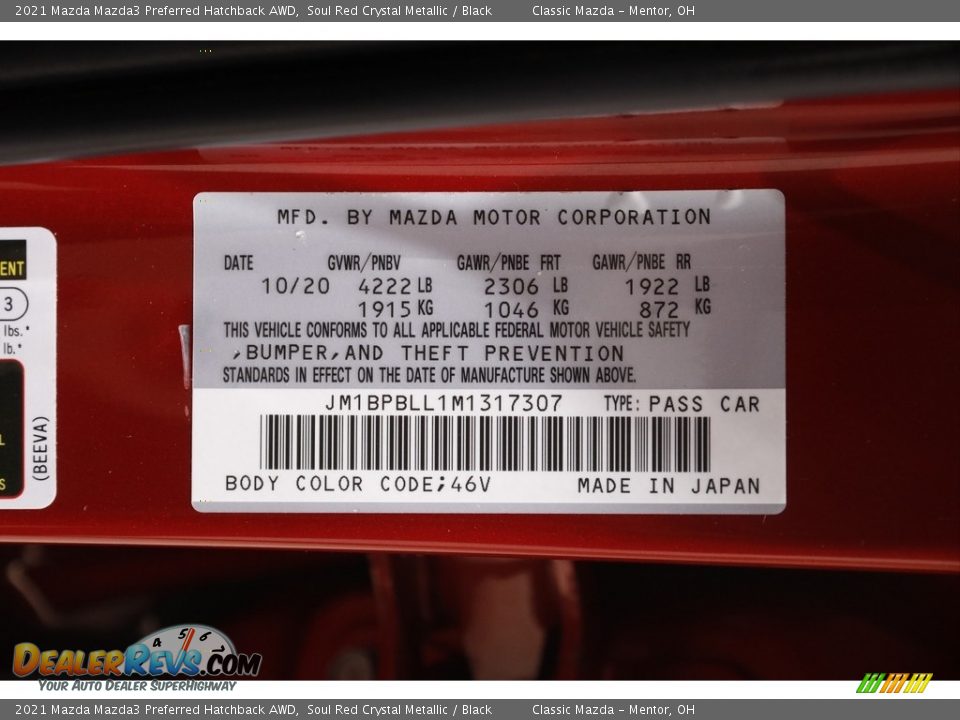 2021 Mazda Mazda3 Preferred Hatchback AWD, Soul Red Crystal Metallic / Black Classic Mazda - Mentor, OH
MFD. BY MAZDA MOTOR CORPORATION
DATE GVWR/PNBV GAWR/PNBE FRT GAWR/PNBE RR
10/20 4222 LB 2306 LB 1922 LB
1915 KG 1046 KG 872 KG
THIS VEHICLE CONFORMS TO ALL APPLICABLE FEDERAL MOTOR VEHICLE SAFETY
,BUMPER,AND THEFT PREVENTION
STANDARDS IN EFFECT ON THE DATE OF MANUFACTURE SHOWN ABOVE.
JM1BPBLL1M1317307 TYPE: PASS CAR
BODY COLOR CODE;46V MADE IN JAPAN
ENT
3
lbs.*
lb.*
L
S
(BEEVA)
4 5 6
DEALERREVS.COM
YOUR AUTO DEALER SUPERHIGHWAY
2021 Mazda Mazda3 Preferred Hatchback AWD, Soul Red Crystal Metallic / Black Classic Mazda - Mentor, OH